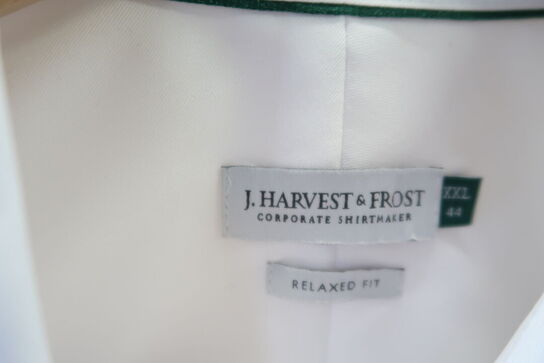 J. HARVEST & FROST
CORPORATE SHIRTMAKER
XXL
44
RELAXED FIT